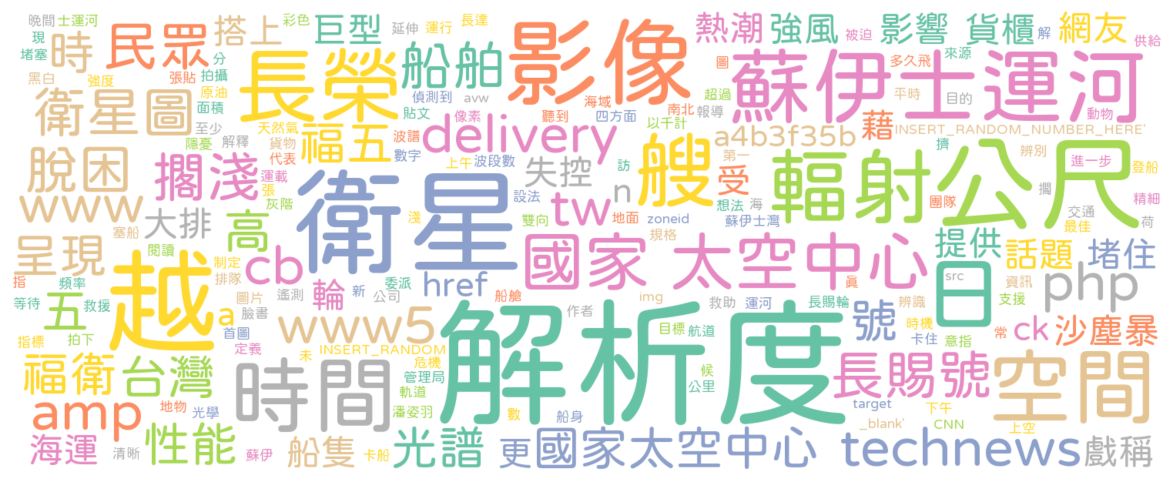 晚間 士運河 彩色 巨型 延伸 運行 長達 影像 熱潮 強風 被迫 影響 貨櫃 解 網友 供給
現 堵塞 時 民眾 搭上 分 船舶 圖 多久飛 來源
黑白 強度 張貼 拍攝 長榮 偵測到 avw 海域 蘇伊士運河
衛星圖 原油 面積 貼文 像素 聽到 四方面 南北 超過 報導 平時 目的 動物
至少 解釋 天然氣 福五 波譜 delivery 以千計 a4b3f35b 藉 INSERT_RANDOM_NUMBER_HERE'
隱憂 貨物 代表 數字 上午 波段數 失控 艘 訪 第一 擠 辨別 進一步
脫困 擱淺 運載 張 衛星 設法 n 受 輻射 公尺 登船
www 大排 灰階 淺 雙向 tw 地面 zoneid 想法 海 團隊 擱 精細
塞船 高 蘇伊士灣 規格 提供 交通 最佳 荷
呈現 閱讀 制定 排隊 cb 國家 太空中心 日 話題 堵住
指 頻率 越 遙測 新 委派 href src 資訊 php
等待 救援 五 圖片 輪 公司 船艙 img 救助 運河 長賜輪 辨識 支援
拍下 a 臉書 www5 作者 目標 航道 號 時機 常 ck 沙塵暴
指標 首圖 定義 未 INSERT_RANDOM 解析度 卡住 意指
福衛 台灣 時間 危機 管理局 候 公里 長賜號 空間
amp 地物 光學 軌道 潘姿羽 數 船身 target 下午 CNN
海運 性能 _blank' 上空
清晰 蘇伊 船隻 卡船 光譜 更 國家太空中心 technews 戲稱